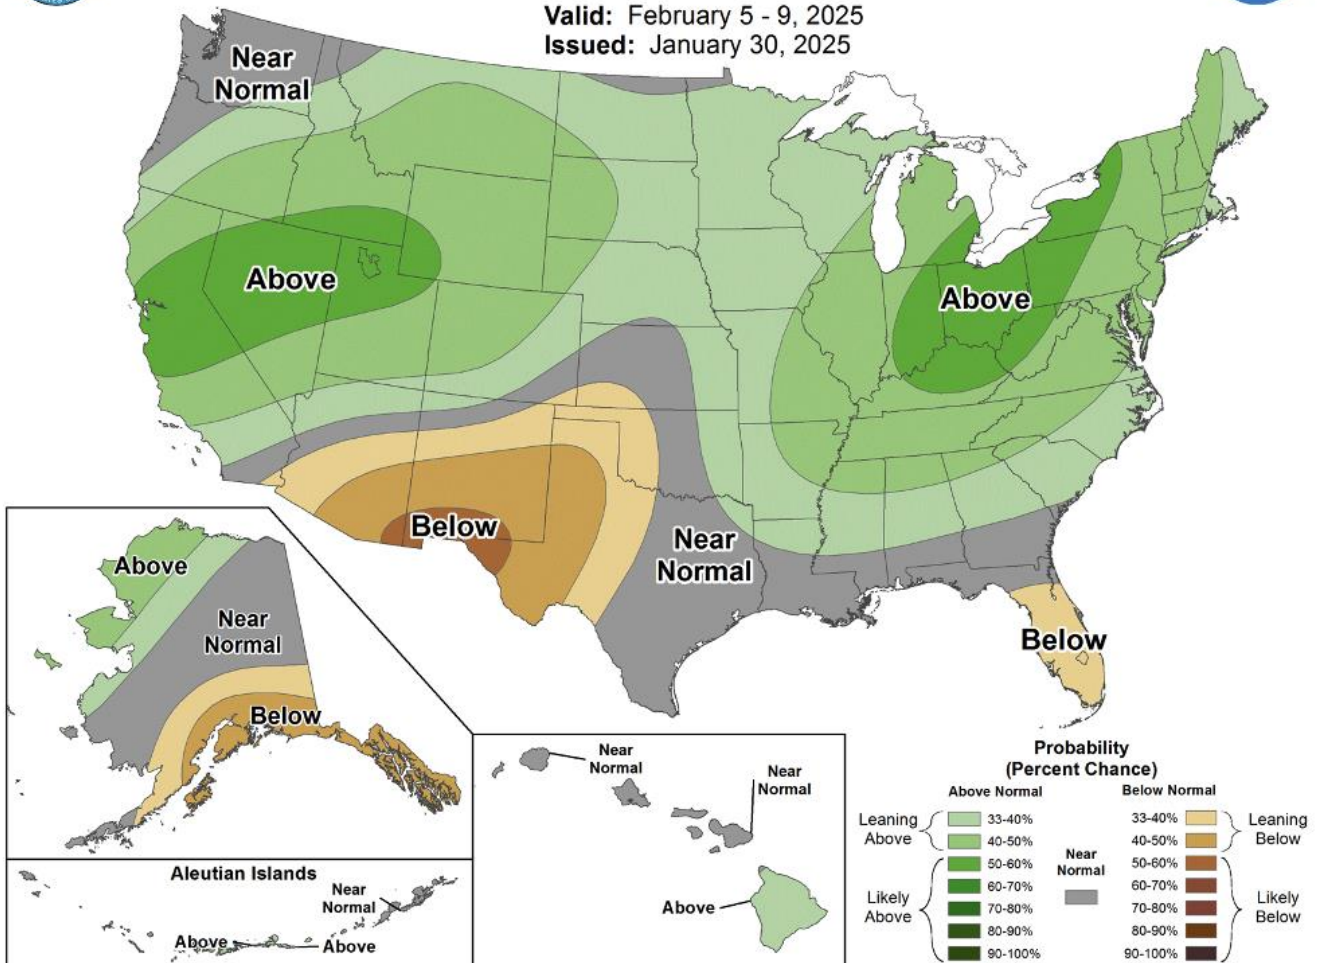 Valid: February 5 - 9, 2025
Issued: January 30, 2025
Near
Normal
Above
Above
Below
Near
Normal
Below
Above
Near
Normal
Below
Aleutian Islands
Near
Normal
Above
Above
Near
Normal
Near
Normal
Above
Probability
(Percent Chance)
Above Normal
Below Normal
Leaning
Above
33-40%
40-50%
Likely
Above
50-60%
60-70%
70-80%
80-90%
90-100%
Near
Normal
33-40%
40-50%
Leaning
Below
50-60%
60-70%
70-80%
80-90%
90-100%
Likely
Below